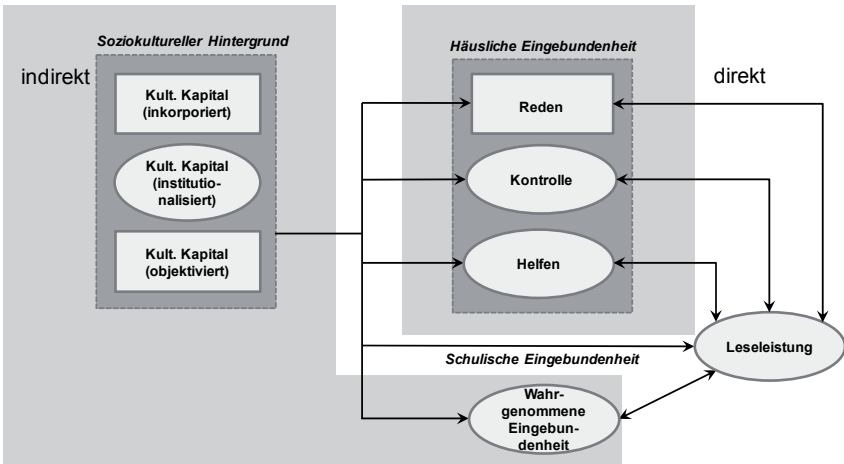 Soziokultureller Hintergrund
indirekt
Kult. Kapital
(inkorporiert)
Kult. Kapital
(institutio-
nalisiert)
Kult. Kapital
(objektiviert)
Häusliche Eingebundenheit
direkt
Reden
Kontrolle
Helfen
Leseleistung
Schulische Eingebundenheit
Wahr-
genommene
Eingebun-
denheit